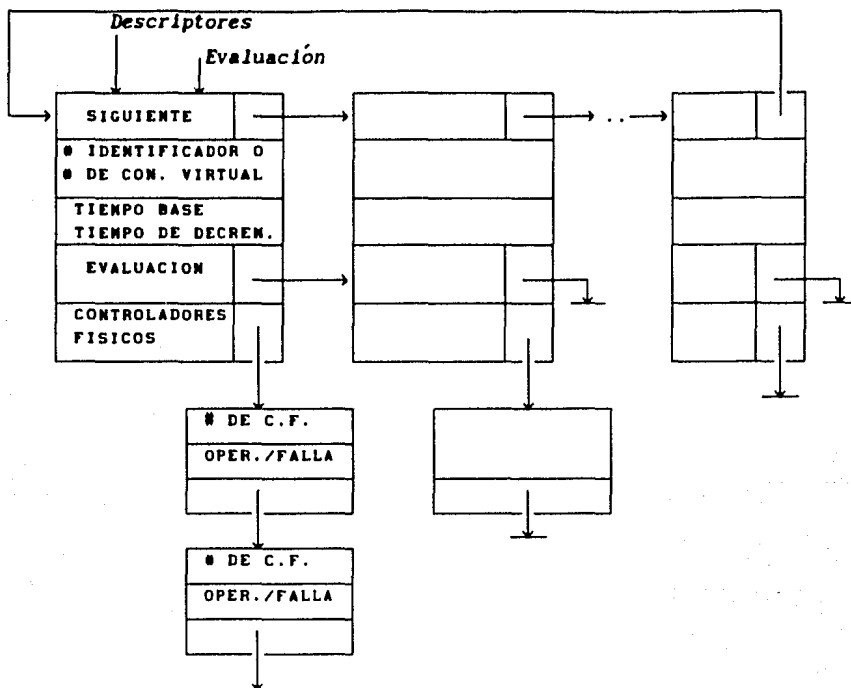 Descriptores
Evaluación
SIGUIENTE
..
# IDENTIFICADOR O
# DE CON. VIRTUAL
TIEMPO BASE
TIEMPO DE DECREM.
EVALUACION
CONTROLADORES
FISICOS
# DE C.F.
OPER./FALLA
# DE C.F.
OPER./FALLA